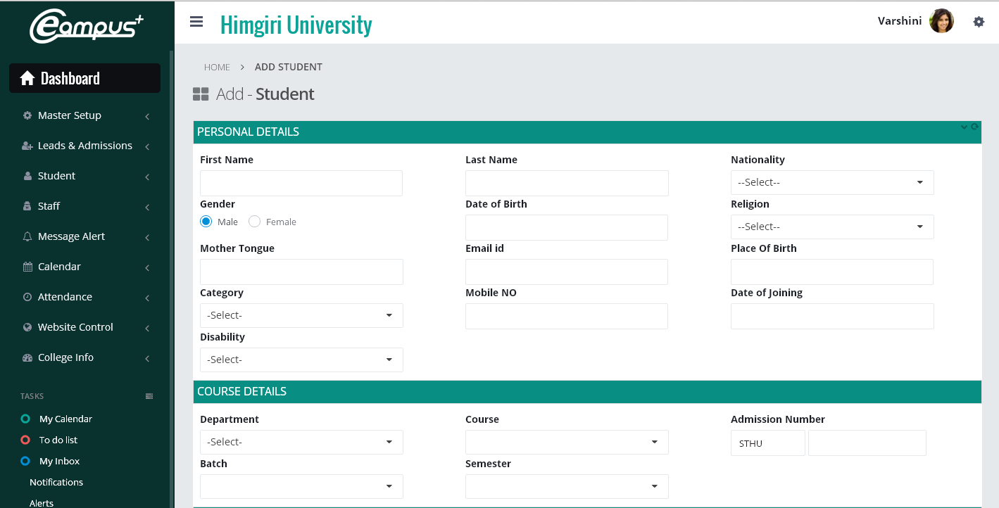 eampus+
Himgiri University
Varshini
Dashboard
Master Setup
Leads & Admissions
Student
Staff
Message Alert
Calendar
Attendance
Website Control
College Info
TASKS
My Calendar
To do list
My Inbox
Notifications
Alerts
HOME > ADD STUDENT
Add - Student
PERSONAL DETAILS
First Name Last Name Nationality
--Select--
Gender Date of Birth Religion
Male Female --Select--
Mother Tongue Email id Place Of Birth
Category Mobile NO Date of Joining
-Select-
Disability
-Select-
COURSE DETAILS
Department Course Admission Number
-Select- STHU
Batch Semester